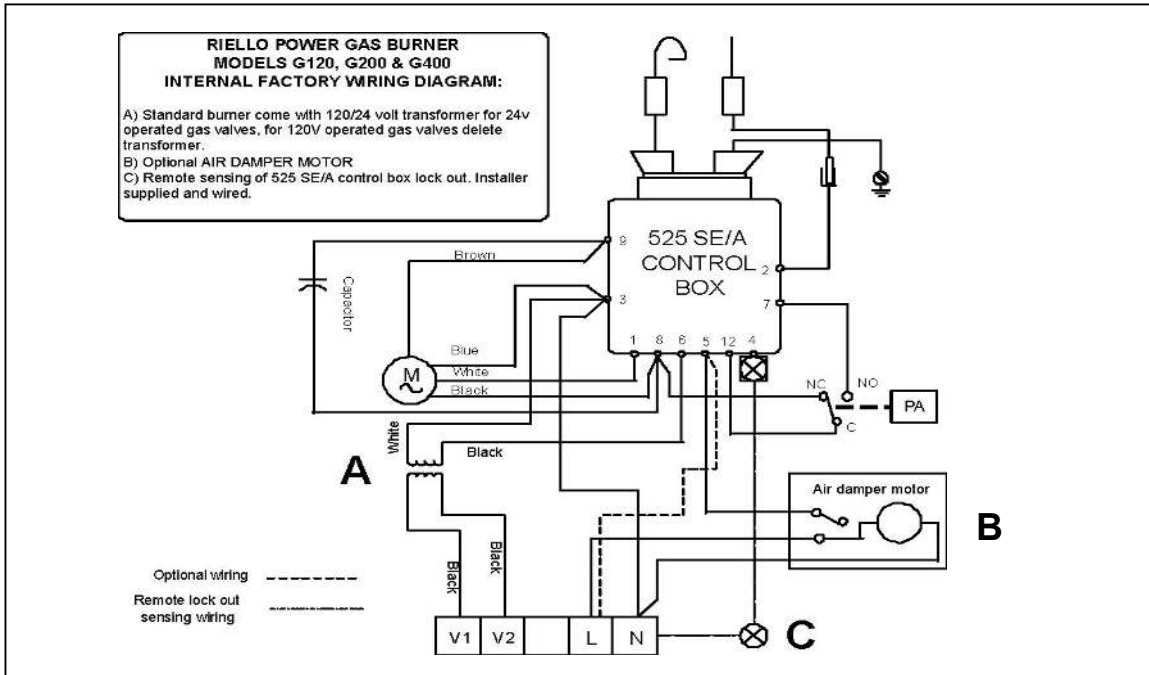 RIELLO POWER GAS BURNER
MODELS G120, G200 & G400
INTERNAL FACTORY WIRING DIAGRAM:
A) Standard burner come with 120/24 volt transformer for 24v
operated gas valves, for 120V operated gas valves delete
transformer.
B) Optional AIR DAMPER MOTOR
C) Remote sensing of 525 SE/A control box lock out. Installer
supplied and wired.
525 SE/A
CONTROL
BOX
9
3
2
7
1 8 6 5 12 4
Brown
Capacitor
Blue
White
Black
M
NC
NO
C
PA
White
Black
A
Air damper motor
B
Black
Black
Optional wiring
Remote lock out
sensing wiring
V1 V2 L N
C